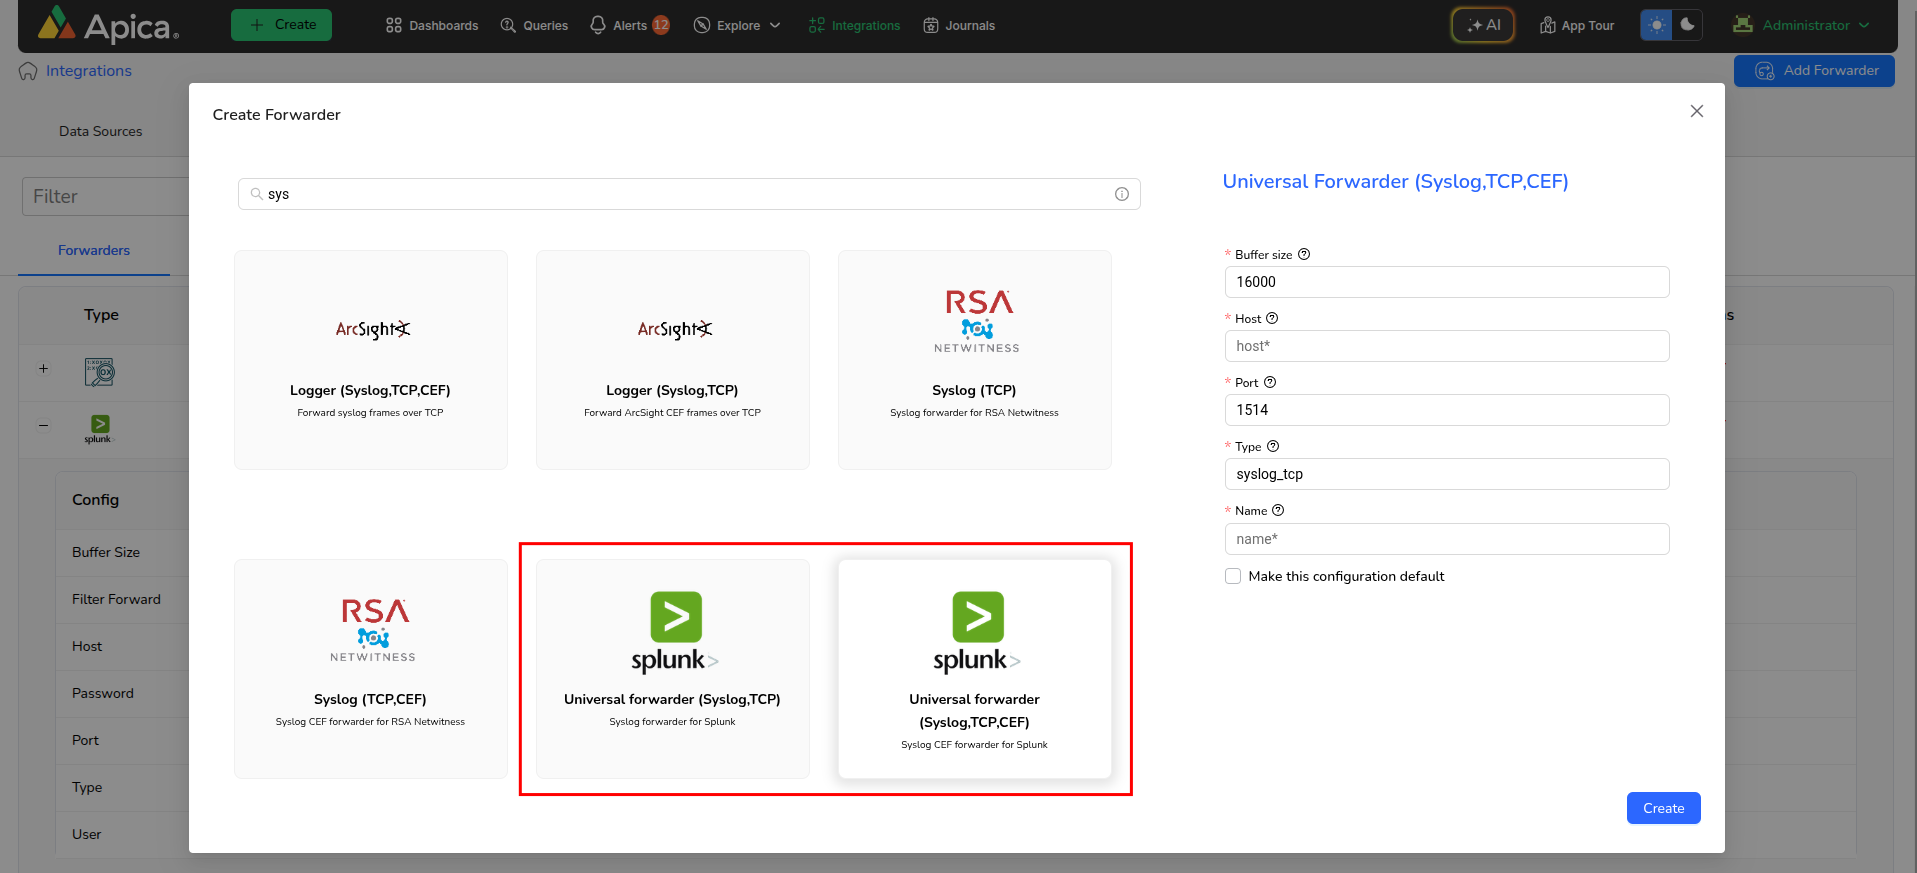 Apica
Create
Dashboards
Queries
Alerts 12
Explore
Integrations
Journals
AI
App Tour
Administrator
Integrations
Add Forwarder
Data Sources
Filter
Forwarders
Type
splunk>
Config
Buffer Size
Filter Forward
Host
Password
Port
Type
User
Create Forwarder
sys
ArcSight
Logger (Syslog,TCP,CEF)
Forward syslog frames over TCP
ArcSight
Logger (Syslog,TCP)
Forward ArcSight CEF frames over TCP
RSA
NETWITNESS
Syslog (TCP)
Syslog forwarder for RSA Netwitness
RSA
NETWITNESS
Syslog (TCP,CEF)
Syslog CEF forwarder for RSA Netwitness
splunk>
Universal forwarder (Syslog,TCP)
Syslog forwarder for Splunk
splunk>
Universal forwarder
(Syslog,TCP,CEF)
Syslog CEF forwarder for Splunk
Universal Forwarder (Syslog,TCP,CEF)
* Buffer size
16000
* Host
host*
* Port
1514
* Type
syslog_tcp
* Name
name*
Make this configuration default
Create